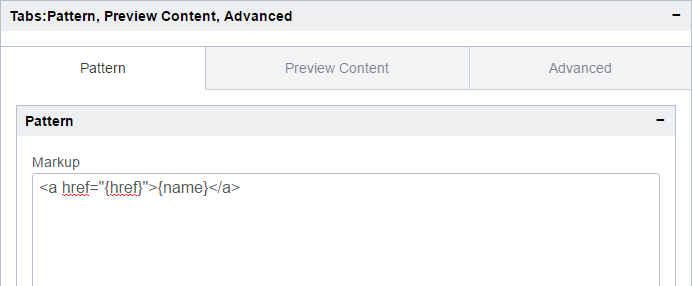 Tabs:Pattern, Preview Content, Advanced
Pattern Preview Content Advanced
Pattern
Markup
<a href="{href}">{name}</a>